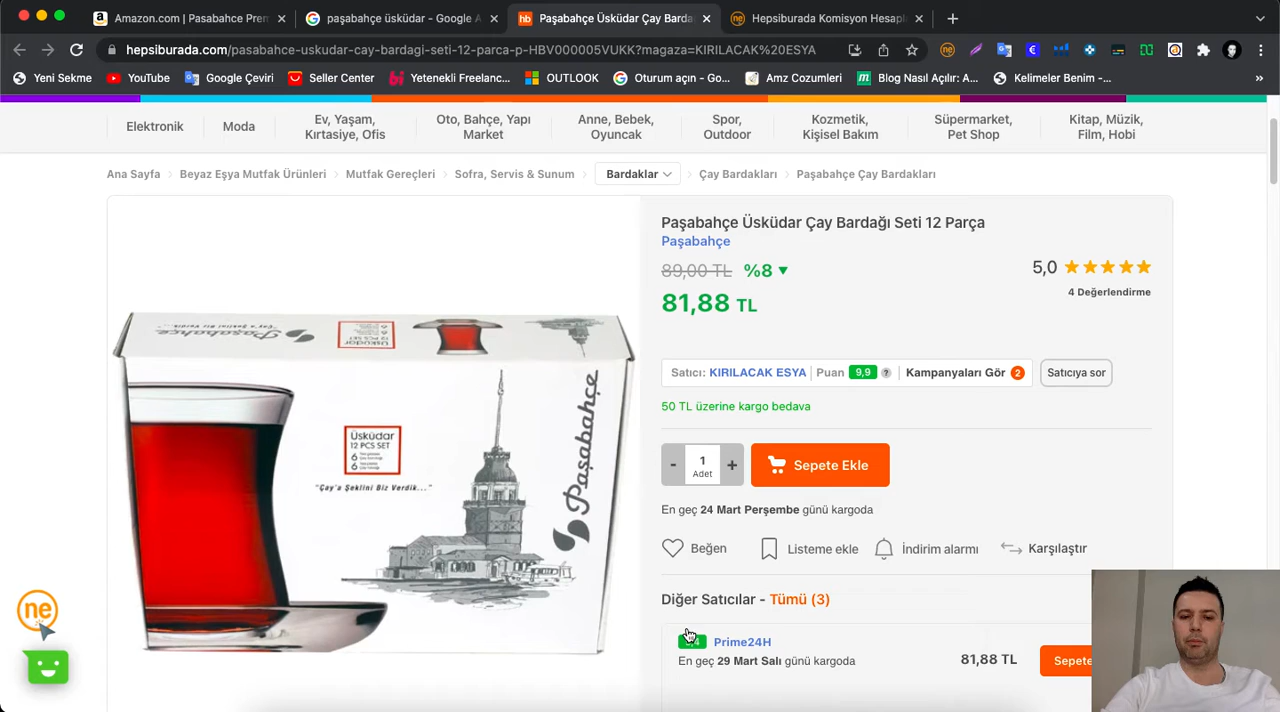 Amazon.com | Pasabahce Prem
paşabahçe üsküdar - Google A
Paşabahçe Üsküdar Çay Barda
Hepsiburada Komisyon Hesapl
hepsiburada.com/pasabahce-uskudar-cay-bardagi-seti-12-parca-p-HBV000005VUKK?magaza=KIRILACAK%20ESYA
Yeni Sekme
YouTube
Google Çeviri
Seller Center
Yetenekli Freelanc...
OUTLOOK
Oturum açın - Go...
Amz Cozumleri
Blog Nasıl Açılır: A...
Kelimeler Benim -...
Elektronik
Moda
Ev, Yaşam,
Kırtasiye, Ofis
Oto, Bahçe, Yapı
Market
Anne, Bebek,
Oyuncak
Spor,
Outdoor
Kozmetik,
Kişisel Bakım
Süpermarket,
Pet Shop
Kitap, Müzik,
Film, Hobi
Ana Sayfa
Beyaz Eşya Mutfak Ürünleri
Mutfak Gereçleri
Sofra, Servis & Sunum
Bardaklar
Çay Bardakları
Paşabahçe Çay Bardakları
Paşabahçe Üsküdar Çay Bardağı Seti 12 Parça
Paşabahçe
89,00 TL %8
81,88 TL
5,0
4 Değerlendirme
Satıcı: KIRILACAK ESYA | Puan 9,9 ? | Kampanyaları Gör 2
Satıcıya sor
50 TL üzerine kargo bedava
- 1 +
Adet
Sepete Ekle
En geç 24 Mart Perşembe günü kargoda
Beğen
Listeme ekle
İndirim alarmı
Karşılaştır
Diğer Satıcılar - Tümü (3)
Prime24H
En geç 29 Mart Salı günü kargoda
81,88 TL
Sepete
Paşabahçe
Üsküdar
12 PCS SET
6
6
"Çay'a Şeklini Biz Verdik..."
Paşabahçe
ne